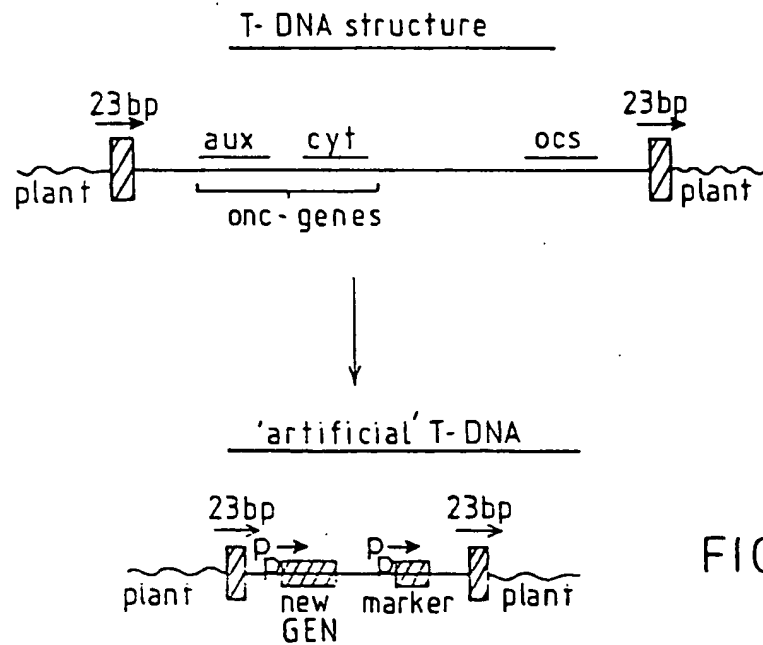 T-DNA structure
23bp
23bp
aux
cyt
ocs
plant
plant
onc-genes
'artificial' T-DNA
23bp
23bp
P
P
plant
new
GEN
marker
plant
FIG